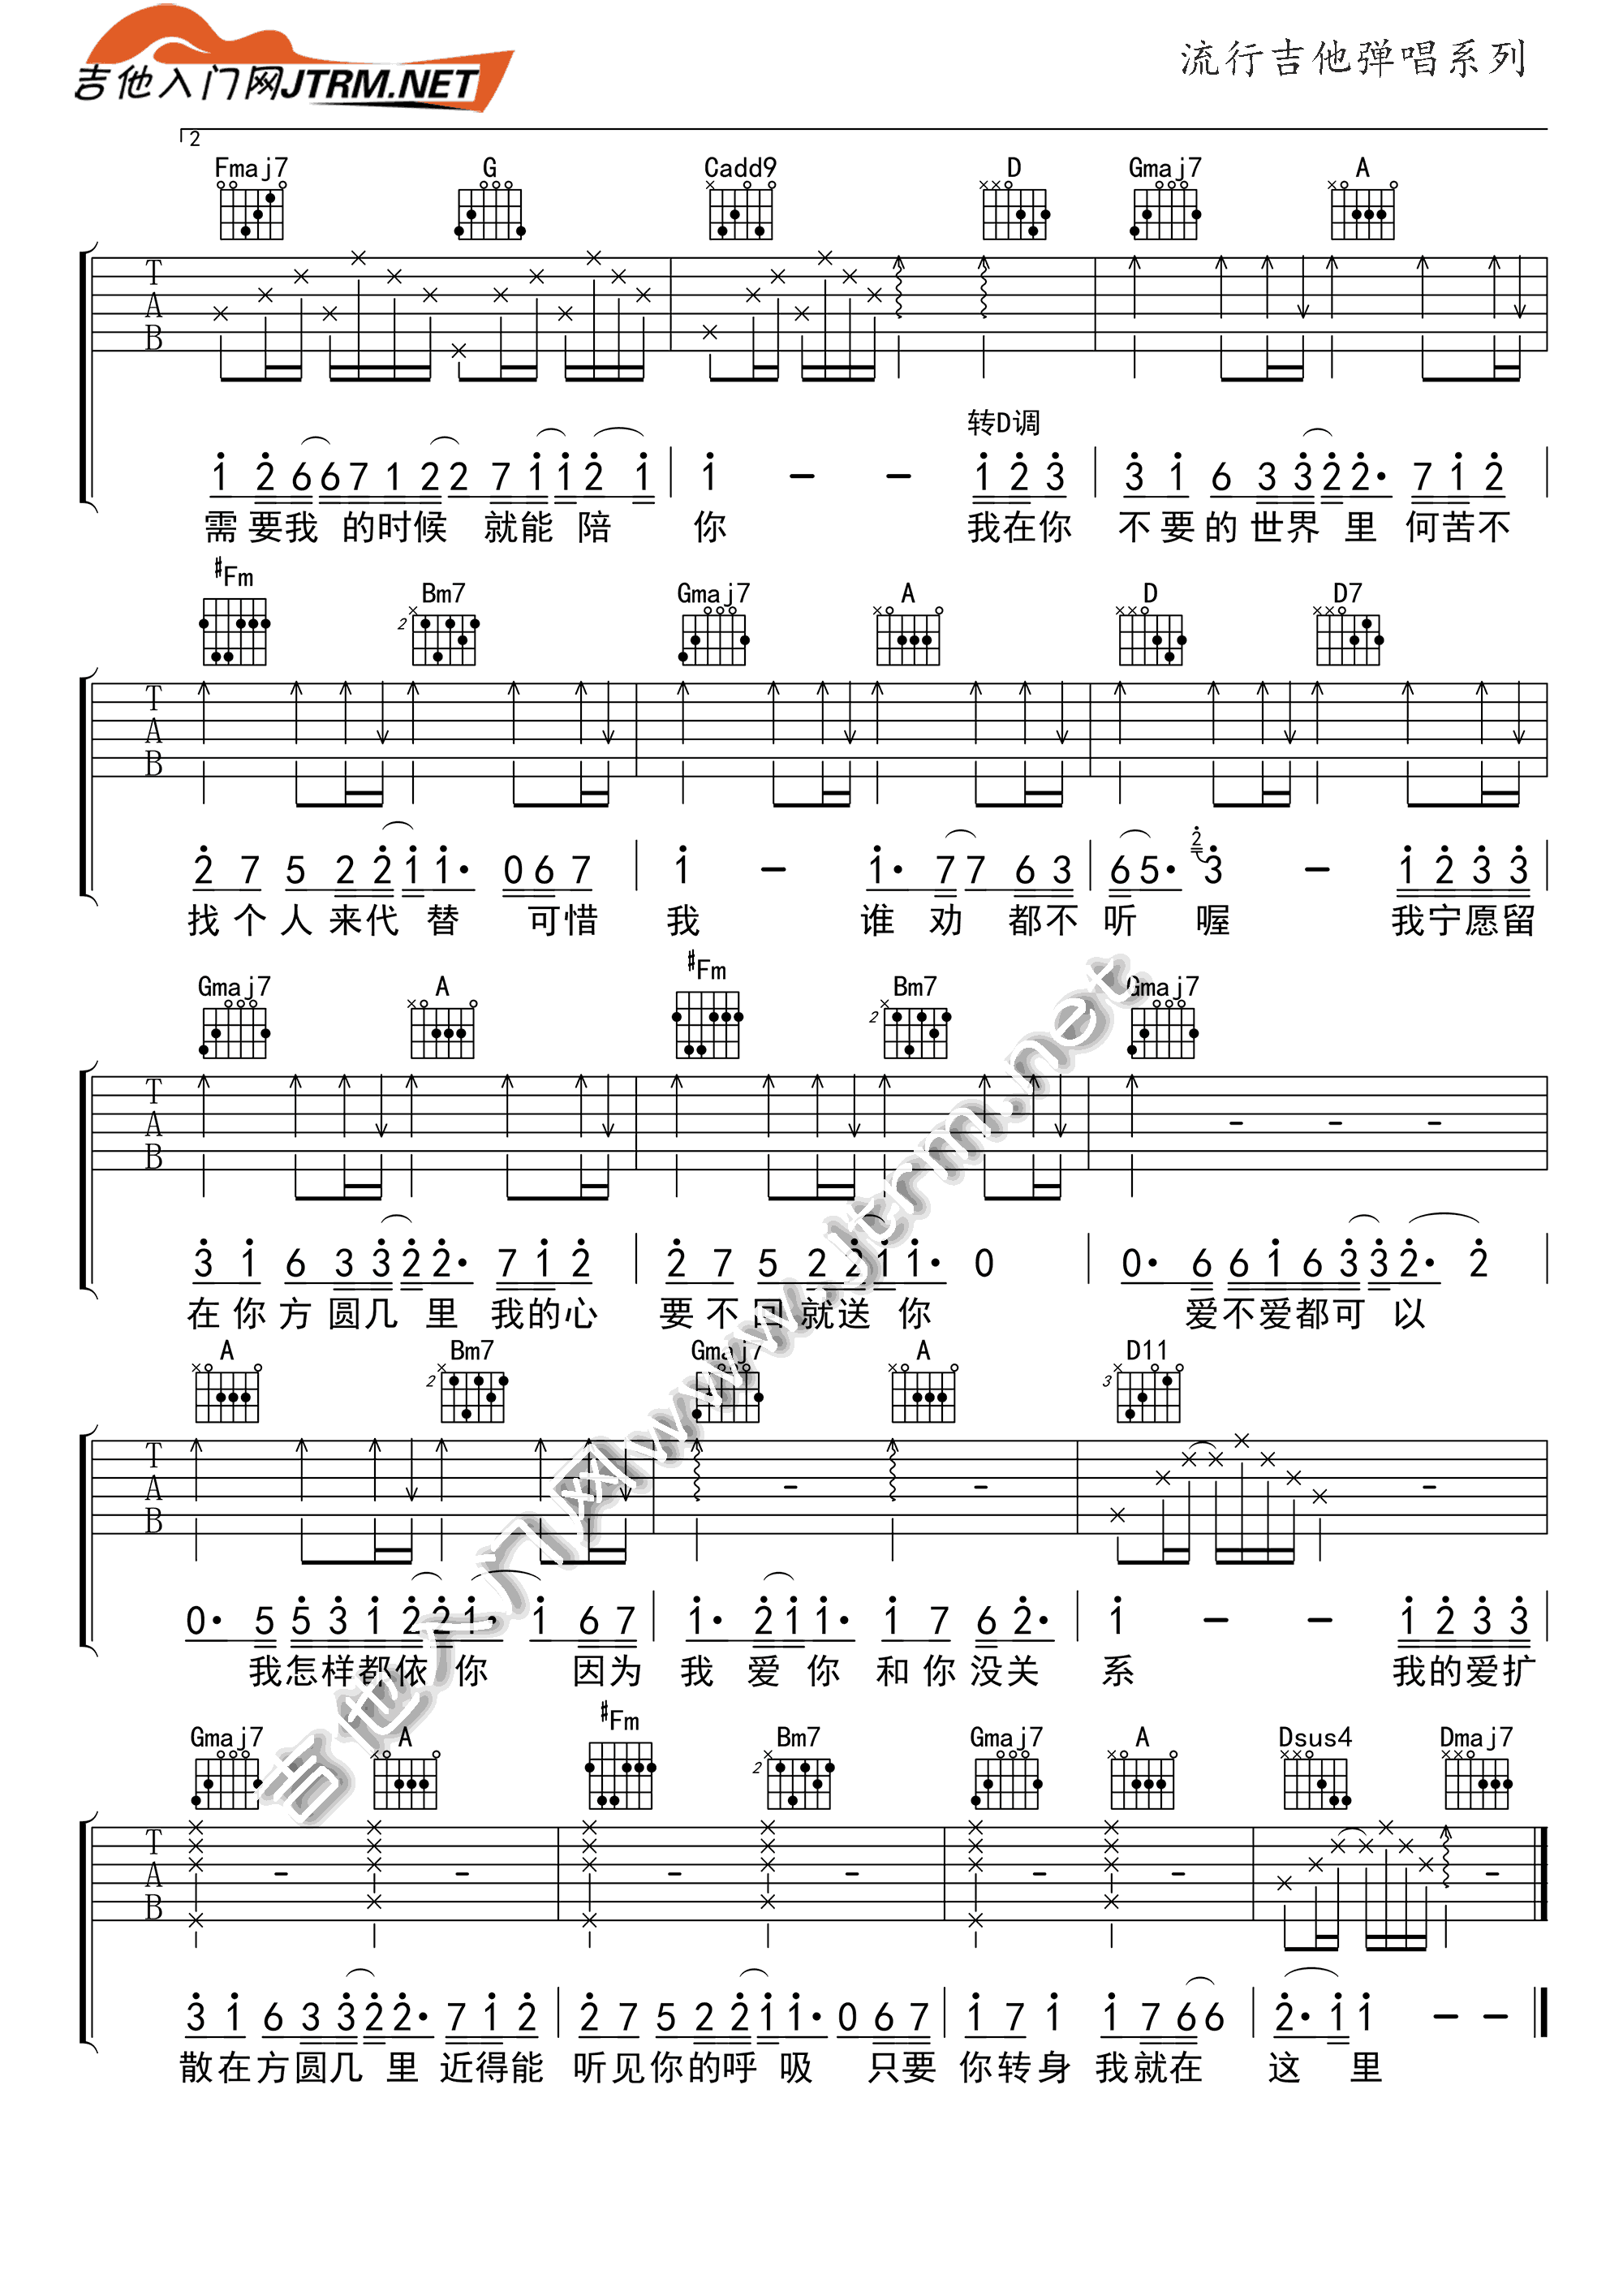 吉他入门网JTRM.NET
流行吉他弹唱系列
2
Fmaj7 G Cadd9 D Gmaj7 A
T
A
B
转D调
1 2 6 6 7 1 2 2 7 1 1 2 1 1 – – 1 2 3 3 1 6 3 3 2 2· 7 1 2
需要我 的时候 就能 陪 你 我在你 不要的世界 里 何苦不
#Fm Bm7 Gmaj7 A D D7
2 2
T
A
B
2 7 5 2 2 1 1· 0 6 7 1 – 1· 7 7 6 3 6 5· 3 – 1 2 3 3
找个人来代 替 可惜 我 谁 劝 都不 听 喔 我宁愿留
Gmaj7 A #Fm Bm7 Gmaj7
2
T
A
B
3 1 6 3 3 2 2· 7 1 2 2 7 5 2 2 1 1· 0 0· 6 6 1 6 3 3 2· 2
在你方圆几 里 我的心 要不回就送 你 爱不爱都可 以
A Bm7 Gmaj7 A D11
2 3
T
A
B
0· 5 5 3 1 2 2 1· 1 6 7 1· 2 1 1· 1 7 6 2· 1 – – 1 2 3 3
我怎样都依 你 因为 我 爱 你 和你没关 系 我的爱扩
Gmaj7 A #Fm Bm7 Gmaj7 A Dsus4 Dmaj7
2
T
A
B
3 1 6 3 3 2 2· 7 1 2 2 7 5 2 2 1 1· 0 6 7 1 7 1 1 7 6 6 2· 1 1 – –
散在方圆几 里 近得能 听见你的呼 吸 只要 你转身 我就在 这 里
吉他入门网www.jtrm.net